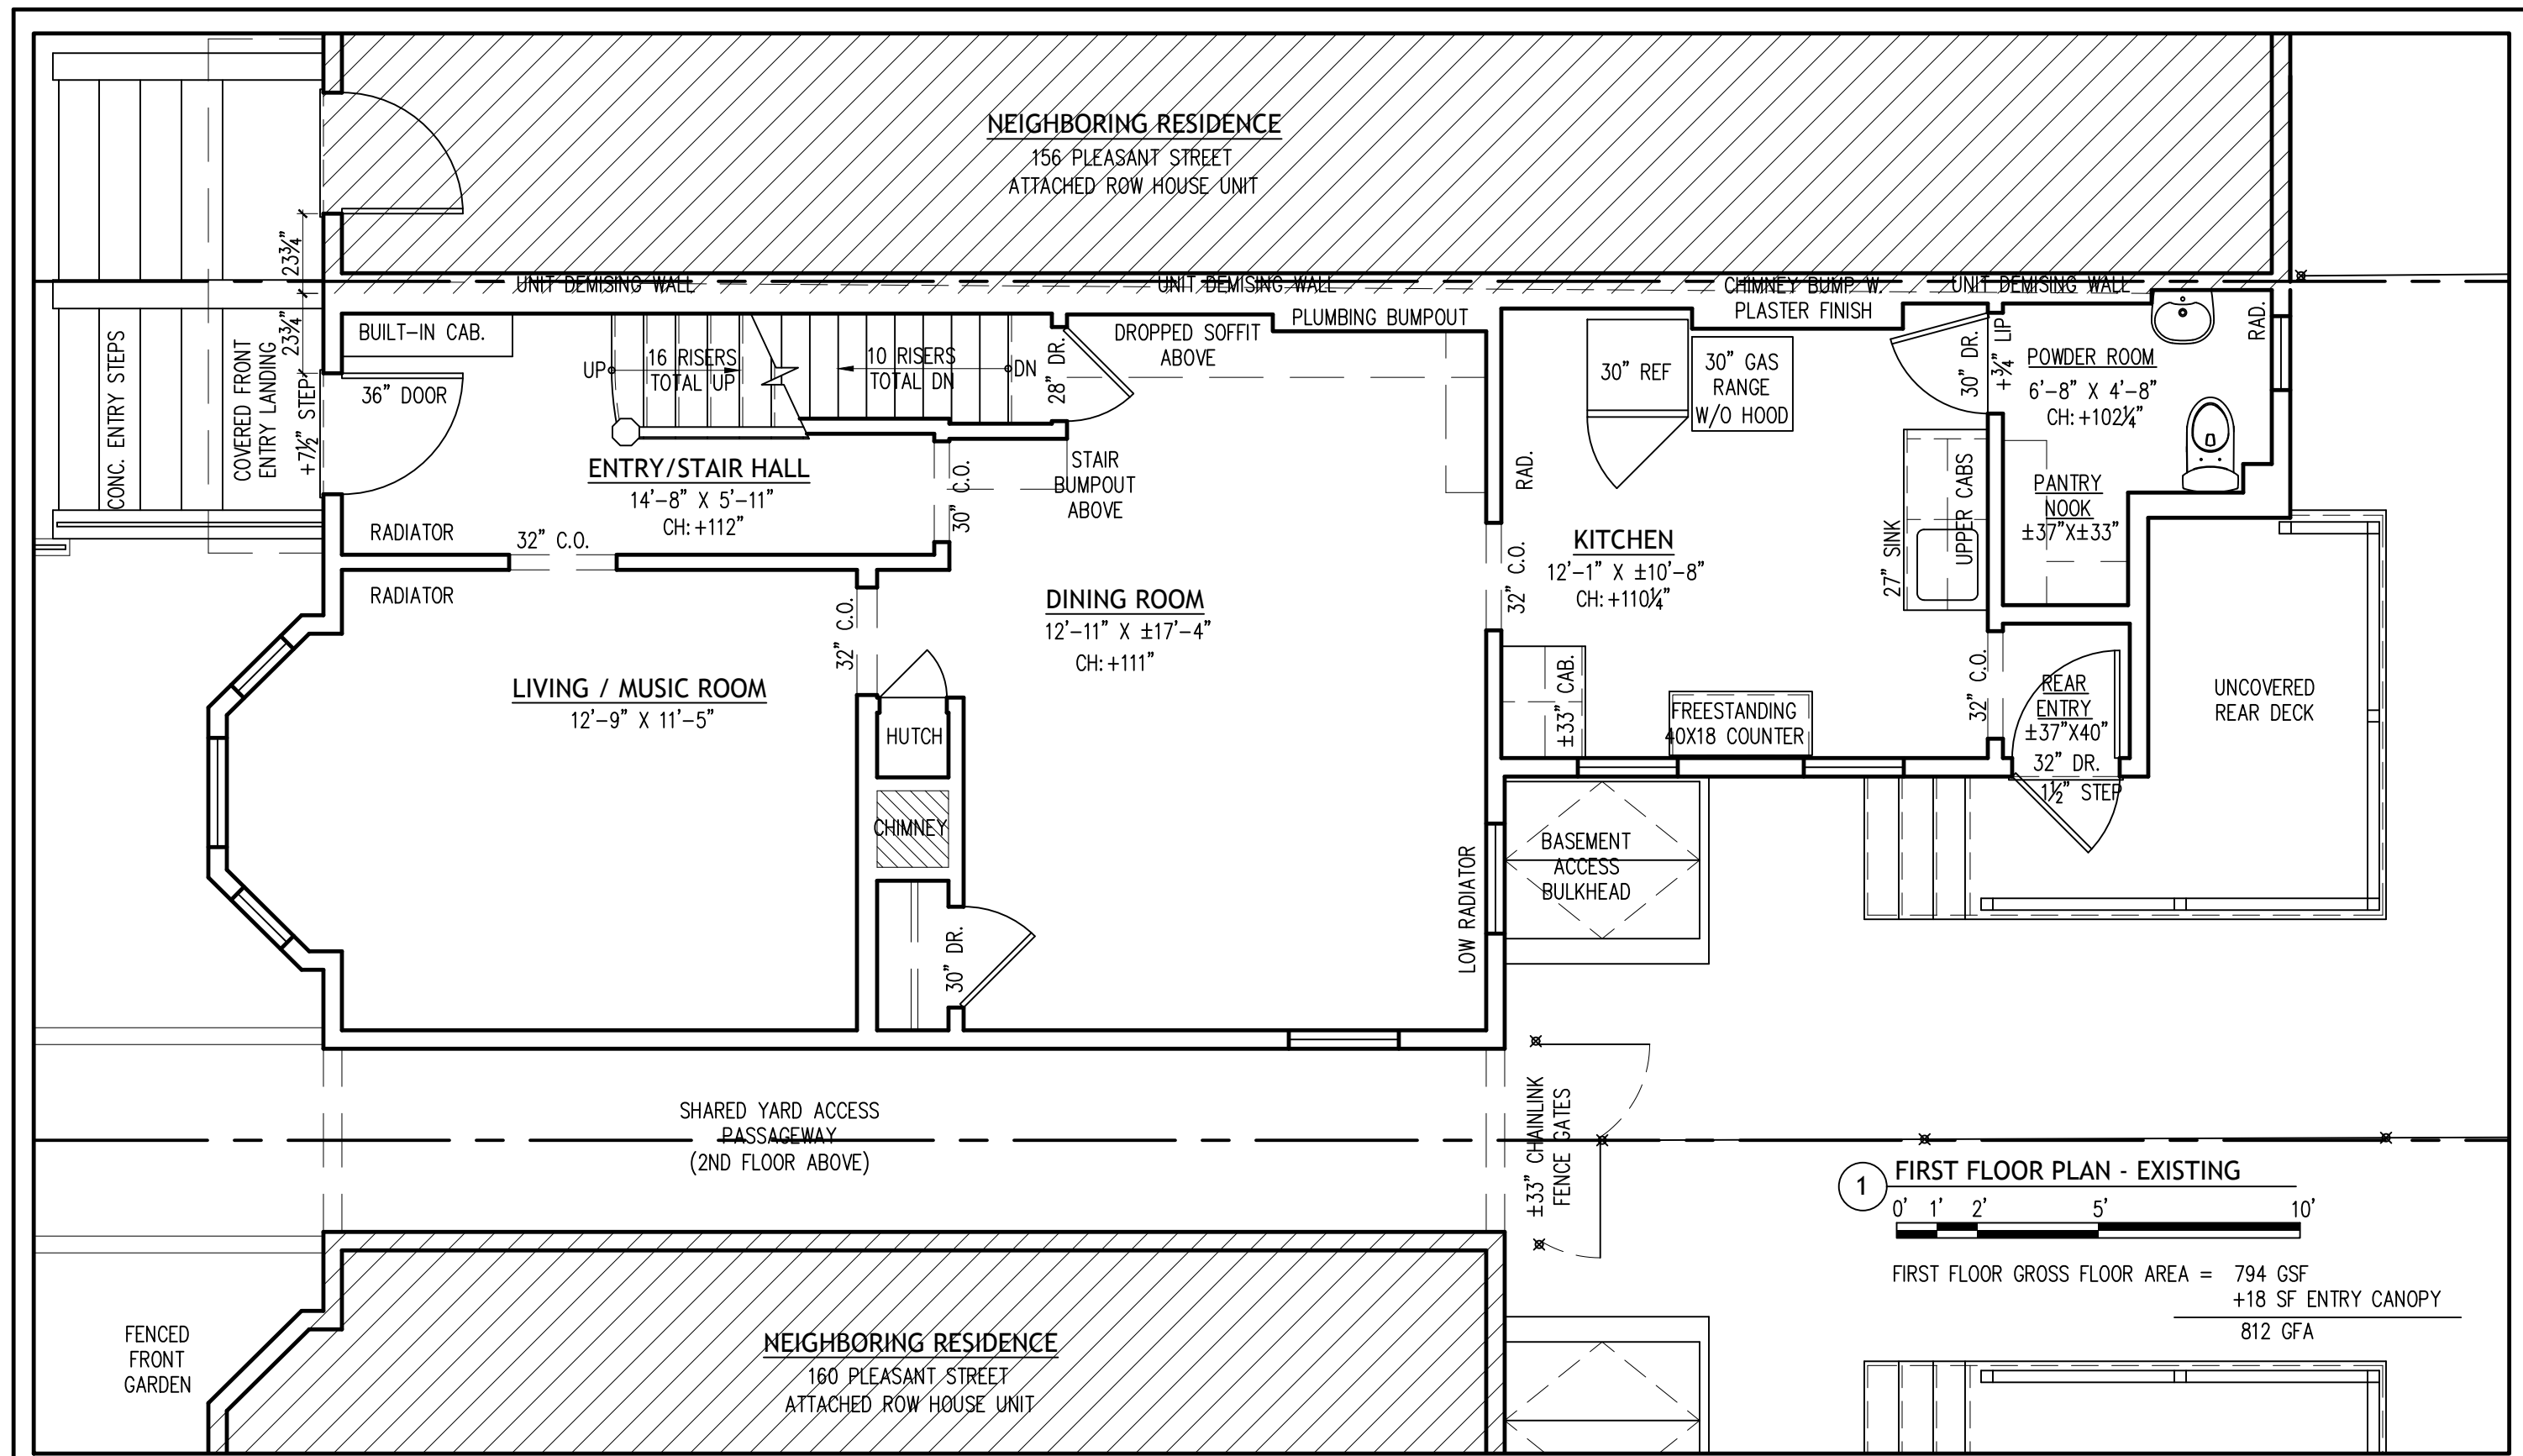 NEIGHBORING RESIDENCE
156 PLEASANT STREET
ATTACHED ROW HOUSE UNIT
23¾"
23¾"
UNIT DEMISING WALL
UNIT DEMISING WALL
CHIMNEY BUMP W.
PLASTER FINISH
UNIT DEMISING WALL
CONC. ENTRY STEPS
COVERED FRONT
ENTRY LANDING
+7½" STEP
BUILT-IN CAB.
36" DOOR
UP
16 RISERS
TOTAL UP
10 RISERS
TOTAL DN
DN
28" DR.
DROPPED SOFFIT
ABOVE
PLUMBING BUMPOUT
30" REF
30" GAS
RANGE
W/O HOOD
30" DR.
+¾" LIP
POWDER ROOM
6'-8" X 4'-8"
CH: +102¼"
RAD.
ENTRY/STAIR HALL
14'-8" X 5'-11"
CH: +112"
RADIATOR
32" C.O.
30" C.O.
STAIR
BUMPOUT
ABOVE
RAD.
UPPER CABS
27" SINK
PANTRY
NOOK
±37"X±33"
KITCHEN
12'-1" X ±10'-8"
CH: +110¼"
32" C.O.
RADIATOR
32" C.O.
DINING ROOM
12'-11" X ±17'-4"
CH: +111"
LIVING / MUSIC ROOM
12'-9" X 11'-5"
HUTCH
CHIMNEY
30" DR.
±33" CAB.
FREESTANDING
40X18 COUNTER
32" C.O.
REAR
ENTRY
±37"X40"
32" DR.
1½" STEP
UNCOVERED
REAR DECK
LOW RADIATOR
BASEMENT
ACCESS
BULKHEAD
SHARED YARD ACCESS
PASSAGEWAY
(2ND FLOOR ABOVE)
±33" CHAINLINK
FENCE GATES
1
FIRST FLOOR PLAN - EXISTING
0' 1' 2' 5' 10'
FIRST FLOOR GROSS FLOOR AREA = 794 GSF
+18 SF ENTRY CANOPY
812 GFA
FENCED
FRONT
GARDEN
NEIGHBORING RESIDENCE
160 PLEASANT STREET
ATTACHED ROW HOUSE UNIT